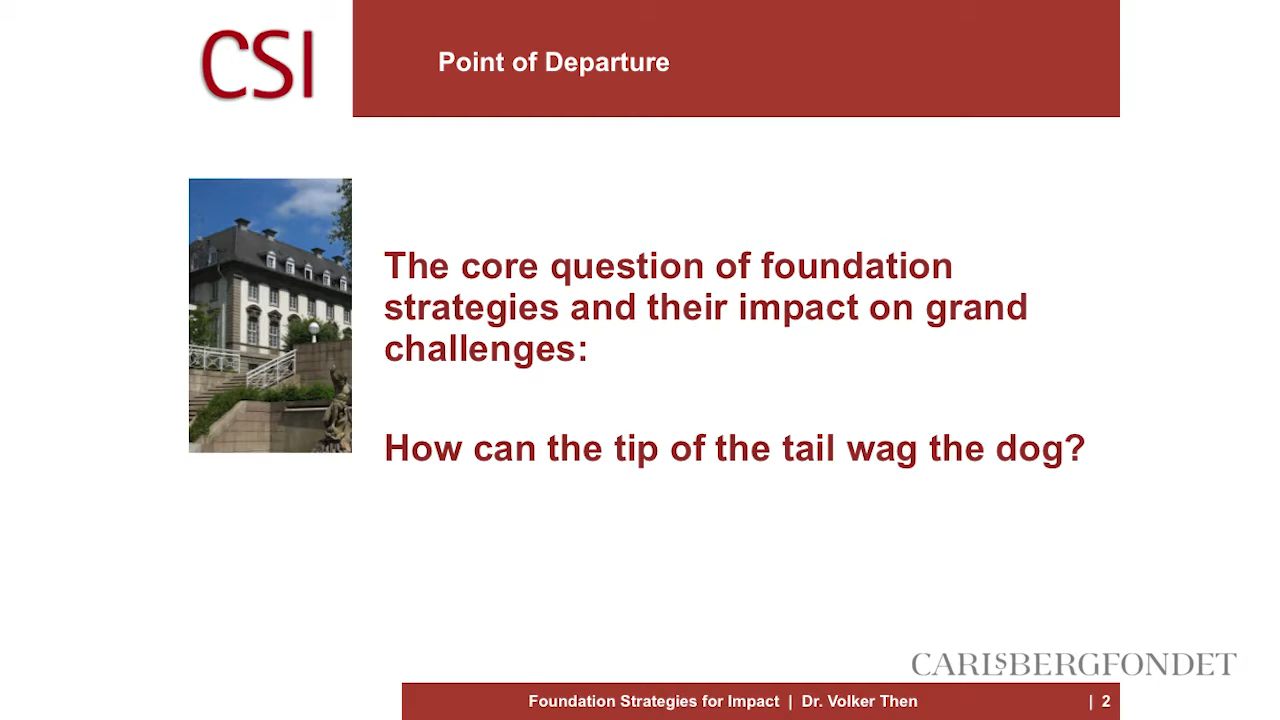 CSI
Point of Departure
The core question of foundation
strategies and their impact on grand
challenges:
How can the tip of the tail wag the dog?
CARLSBERGFONDET
Foundation Strategies for Impact | Dr. Volker Then | 2